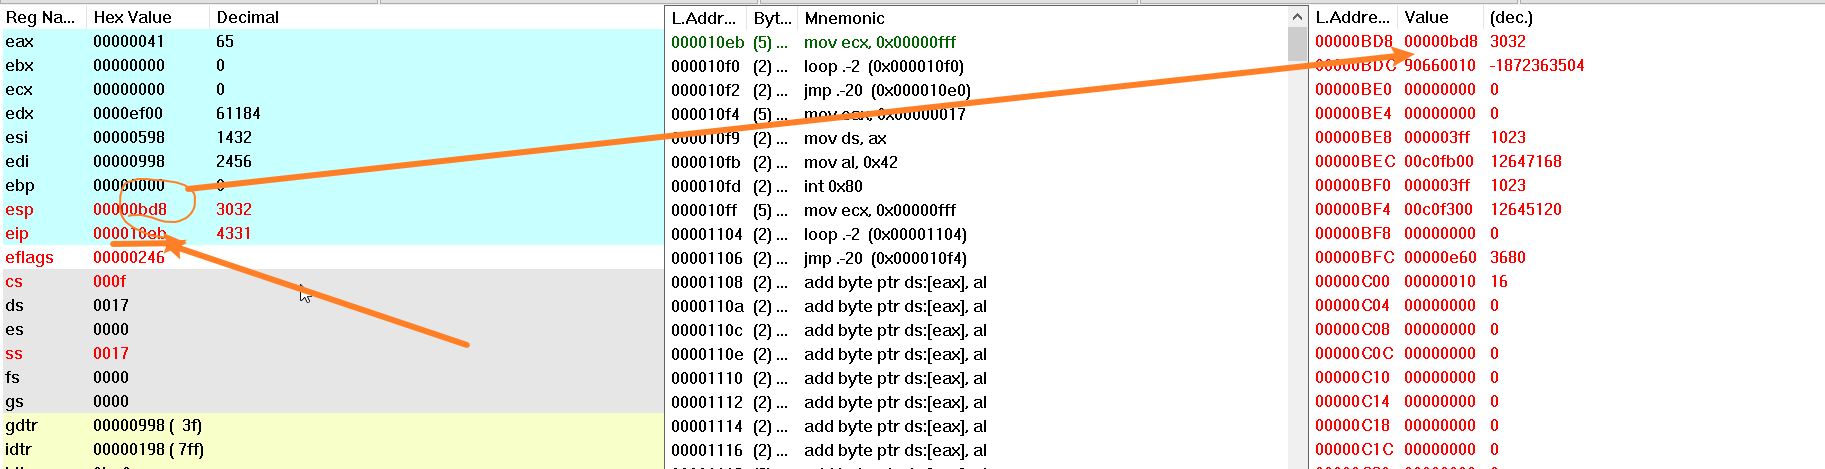 Reg Na... Hex Value Decimal
eax 00000041 65
ebx 00000000 0
ecx 00000000 0
edx 0000ef00 61184
esi 00000598 1432
edi 00000998 2456
ebp 00000000 0
esp 00000bd8 3032
eip 000010eb 4331
eflags 00000246
cs 000f
ds 0017
es 0000
ss 0017
fs 0000
gs 0000
gdtr 00000998 ( 3f)
idtr 00000198 ( 7ff)
L.Addr... Byt... Mnemonic
000010eb (5) ... mov ecx, 0x00000fff
000010f0 (2) ... loop .-2 (0x000010f0)
000010f2 (2) ... jmp .-20 (0x000010e0)
000010f4 (5) ... mov eax, 0x00000017
000010f9 (2) ... mov ds, ax
000010fb (2) ... mov al, 0x42
000010fd (2) ... int 0x80
000010ff (5) ... mov ecx, 0x00000fff
00001104 (2) ... loop .-2 (0x00001104)
00001106 (2) ... jmp .-20 (0x000010f4)
00001108 (2) ... add byte ptr ds:[eax], al
0000110a (2) ... add byte ptr ds:[eax], al
0000110c (2) ... add byte ptr ds:[eax], al
0000110e (2) ... add byte ptr ds:[eax], al
00001110 (2) ... add byte ptr ds:[eax], al
00001112 (2) ... add byte ptr ds:[eax], al
00001114 (2) ... add byte ptr ds:[eax], al
00001116 (2) ... add byte ptr ds:[eax], al
L.Addre... Value (dec.)
00000BD8 00000bd8 3032
00000BDC 90660010 -1872363504
00000BE0 00000000 0
00000BE4 00000000 0
00000BE8 000003ff 1023
00000BEC 00c0fb00 12647168
00000BF0 000003ff 1023
00000BF4 00c0f300 12645120
00000BF8 00000000 0
00000BFC 00000e60 3680
00000C00 00000010 16
00000C04 00000000 0
00000C08 00000000 0
00000C0C 00000000 0
00000C10 00000000 0
00000C14 00000000 0
00000C18 00000000 0
00000C1C 00000000 0